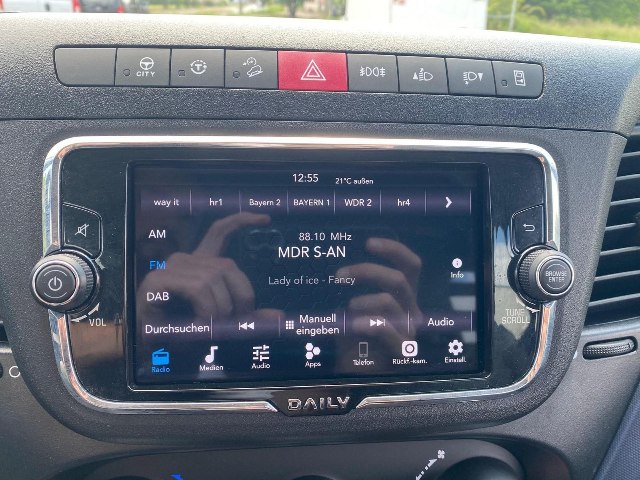 CITY
12:55 21°C außen
way it hr1 Bayern 2 BAYERN 1 WDR 2 hr4
AM
88.10 MHz
MDR S-AN
FM
Info
Lady of ice - Fancy
DAB
BROWSE
ENTER
VOL
TUNE
SCROLL
Durchsuchen Manuell
eingeben Audio
Radio Medien Audio Apps Telefon Rückf.-kam. Einstell.
DAILY